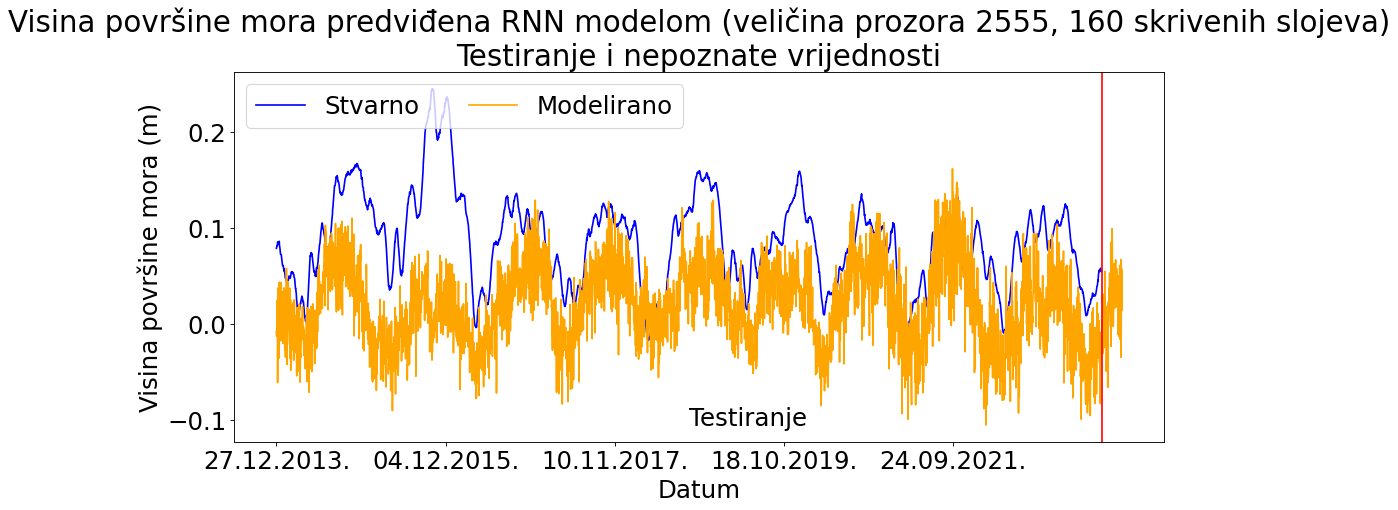 Visina površine mora predviđena RNN modelom (veličina prozora 2555, 160 skrivenih slojeva)
Testiranje i nepoznate vrijednosti
Stvarno Modelirano
Visina površine mora (m)
0.2
0.1
0.0
−0.1
Testiranje
27.12.2013. 04.12.2015. 10.11.2017. 18.10.2019. 24.09.2021.
Datum